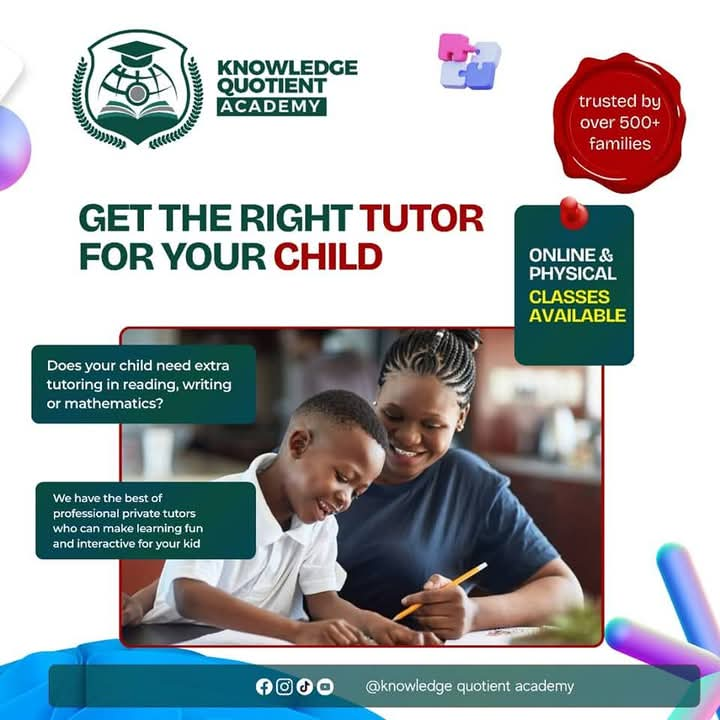 KNOWLEDGE
QUOTIENT
ACADEMY
trusted by
over 500+
families
GET THE RIGHT TUTOR
FOR YOUR CHILD
ONLINE &
PHYSICAL
CLASSES
AVAILABLE
Does your child need extra
tutoring in reading, writing
or mathematics?
We have the best of
professional private tutors
who can make learning fun
and interactive for your kid
@knowledge quotient academy